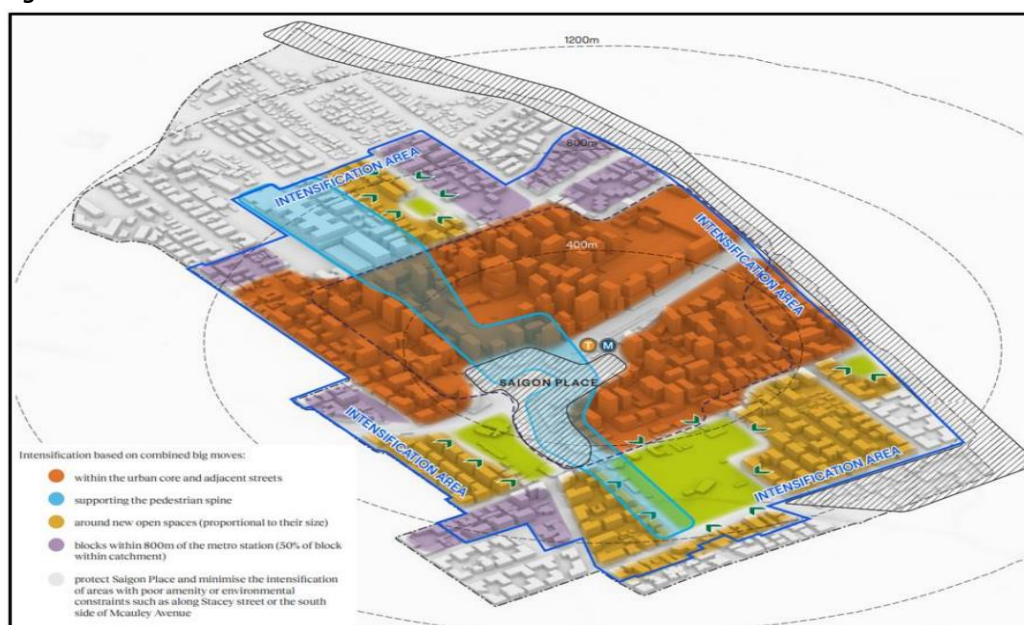 1200m
800m
INTENSIFICATION AREA
400m
INTENSIFICATION AREA
T M
SAIGON PLACE
INTENSIFICATION AREA
INTENSIFICATION AREA
Intensification based on combined big moves:
within the urban core and adjacent streets
supporting the pedestrian spine
around new open spaces (proportional to their size)
blocks within 800m of the metro station (50% of block
within catchment)
protect Saigon Place and minimise the intensification
of areas with poor amenity or environmental
constraints such as along Stacey street or the south
side of Mcauley Avenue